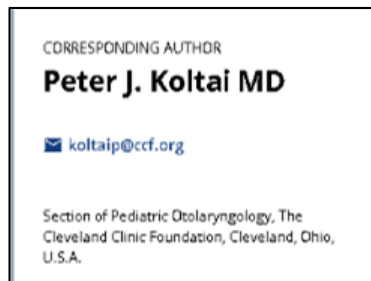 CORRESPONDING AUTHOR
Peter J. Koltai MD
koltaip@ccf.org
Section of Pediatric Otolaryngology, The
Cleveland Clinic Foundation, Cleveland, Ohio,
U.S.A.